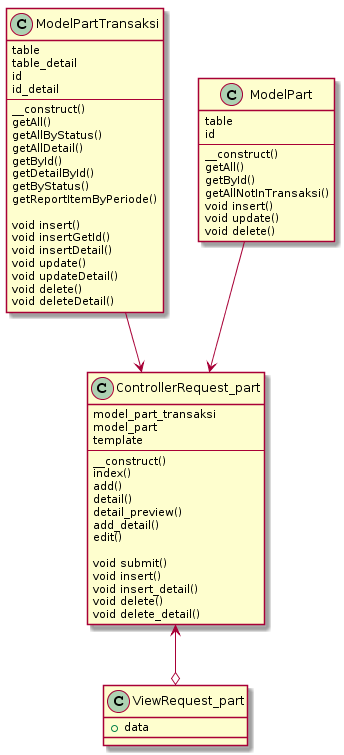 C ModelPartTransaksi
table
table_detail
id
id_detail
__construct()
getAll()
getAllByStatus()
getAllDetail()
getById()
getDetailById()
getByStatus()
getReportItemByPeriode()
void insert()
void insertGetId()
void insertDetail()
void update()
void updateDetail()
void delete()
void deleteDetail()
C ModelPart
table
id
__construct()
getAll()
getById()
getAllNotInTransaksi()
void insert()
void update()
void delete()
C ControllerRequest_part
model_part_transaksi
model_part
template
__construct()
index()
add()
detail()
detail_preview()
add_detail()
edit()
void submit()
void insert()
void insert_detail()
void delete()
void delete_detail()
C ViewRequest_part
data